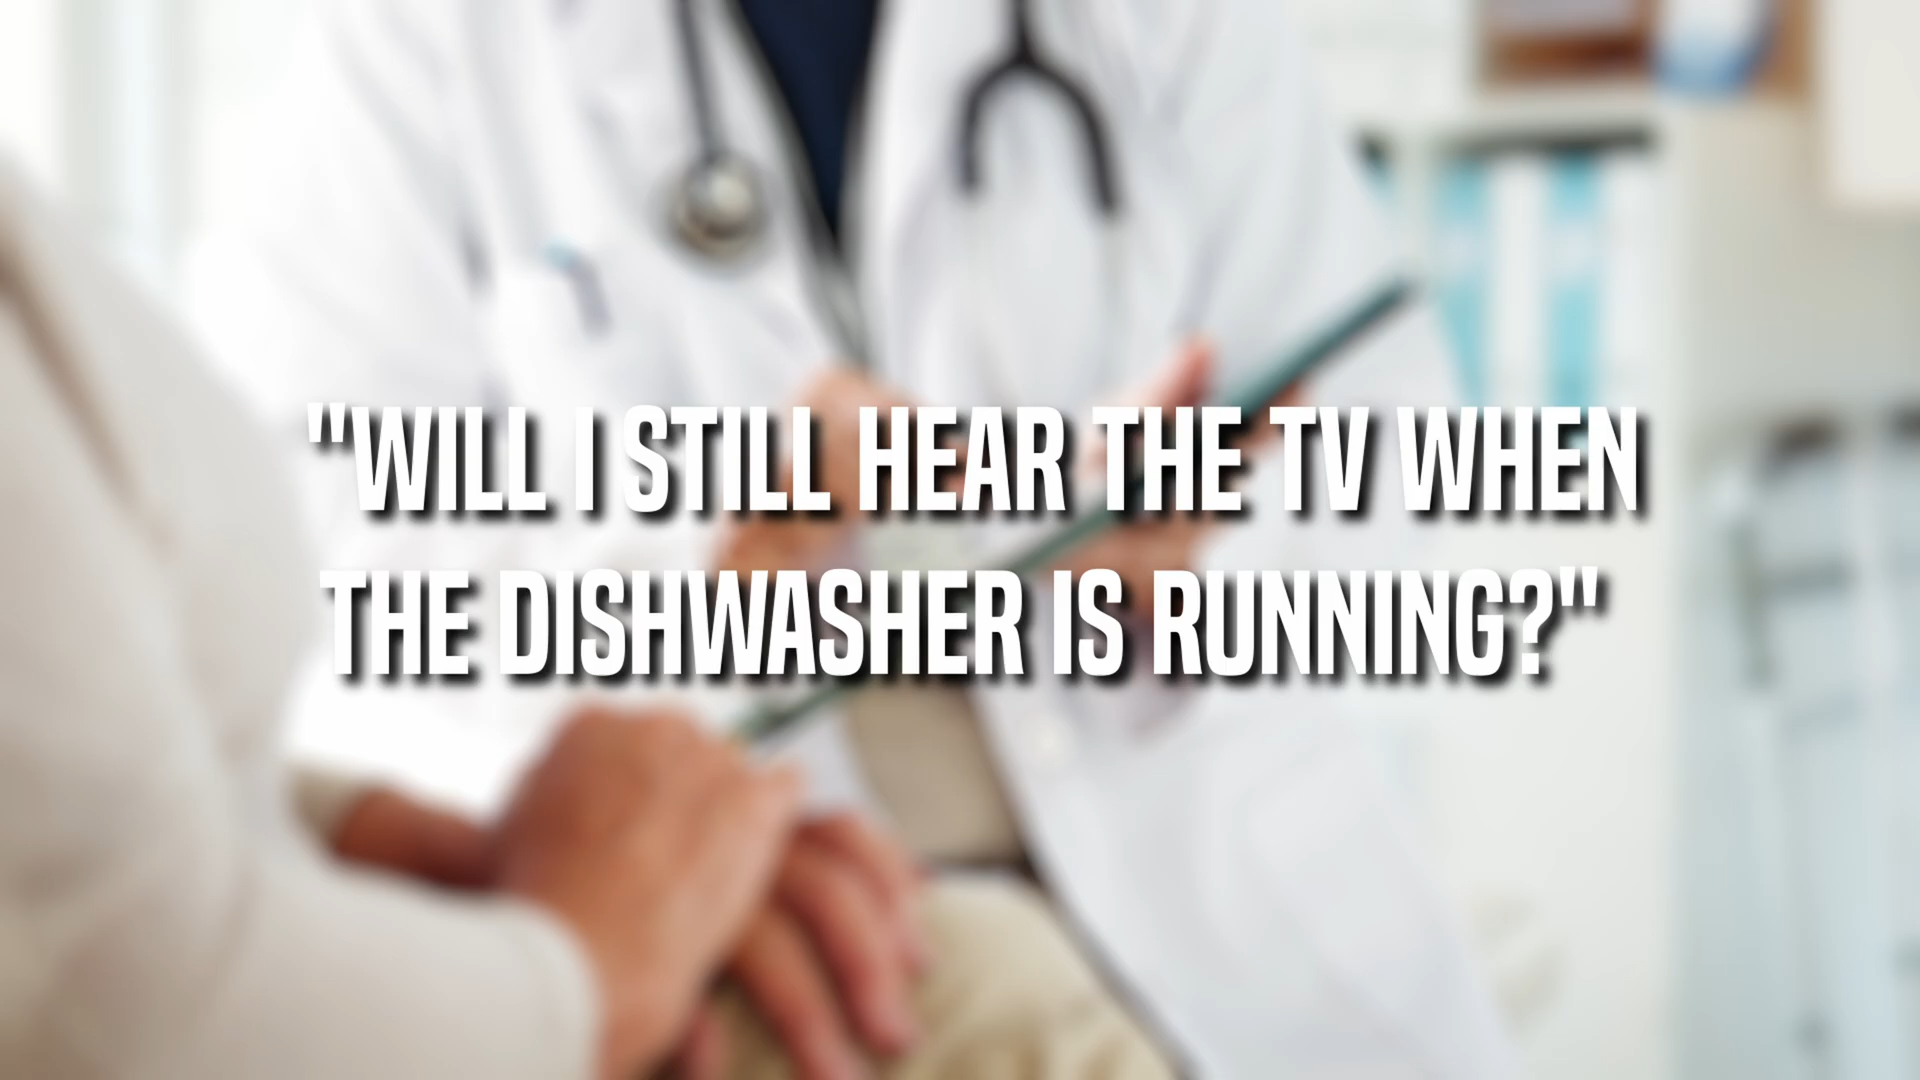 "WILL I STILL HEAR THE TV WHEN
THE DISHWASHER IS RUNNING?"